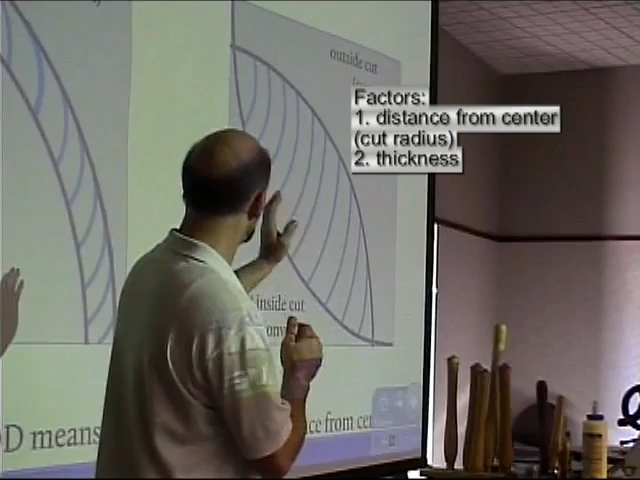 outside cut
Factors:
1. distance from center
(cut radius)
2. thickness
inside cut
D means
ce from cen